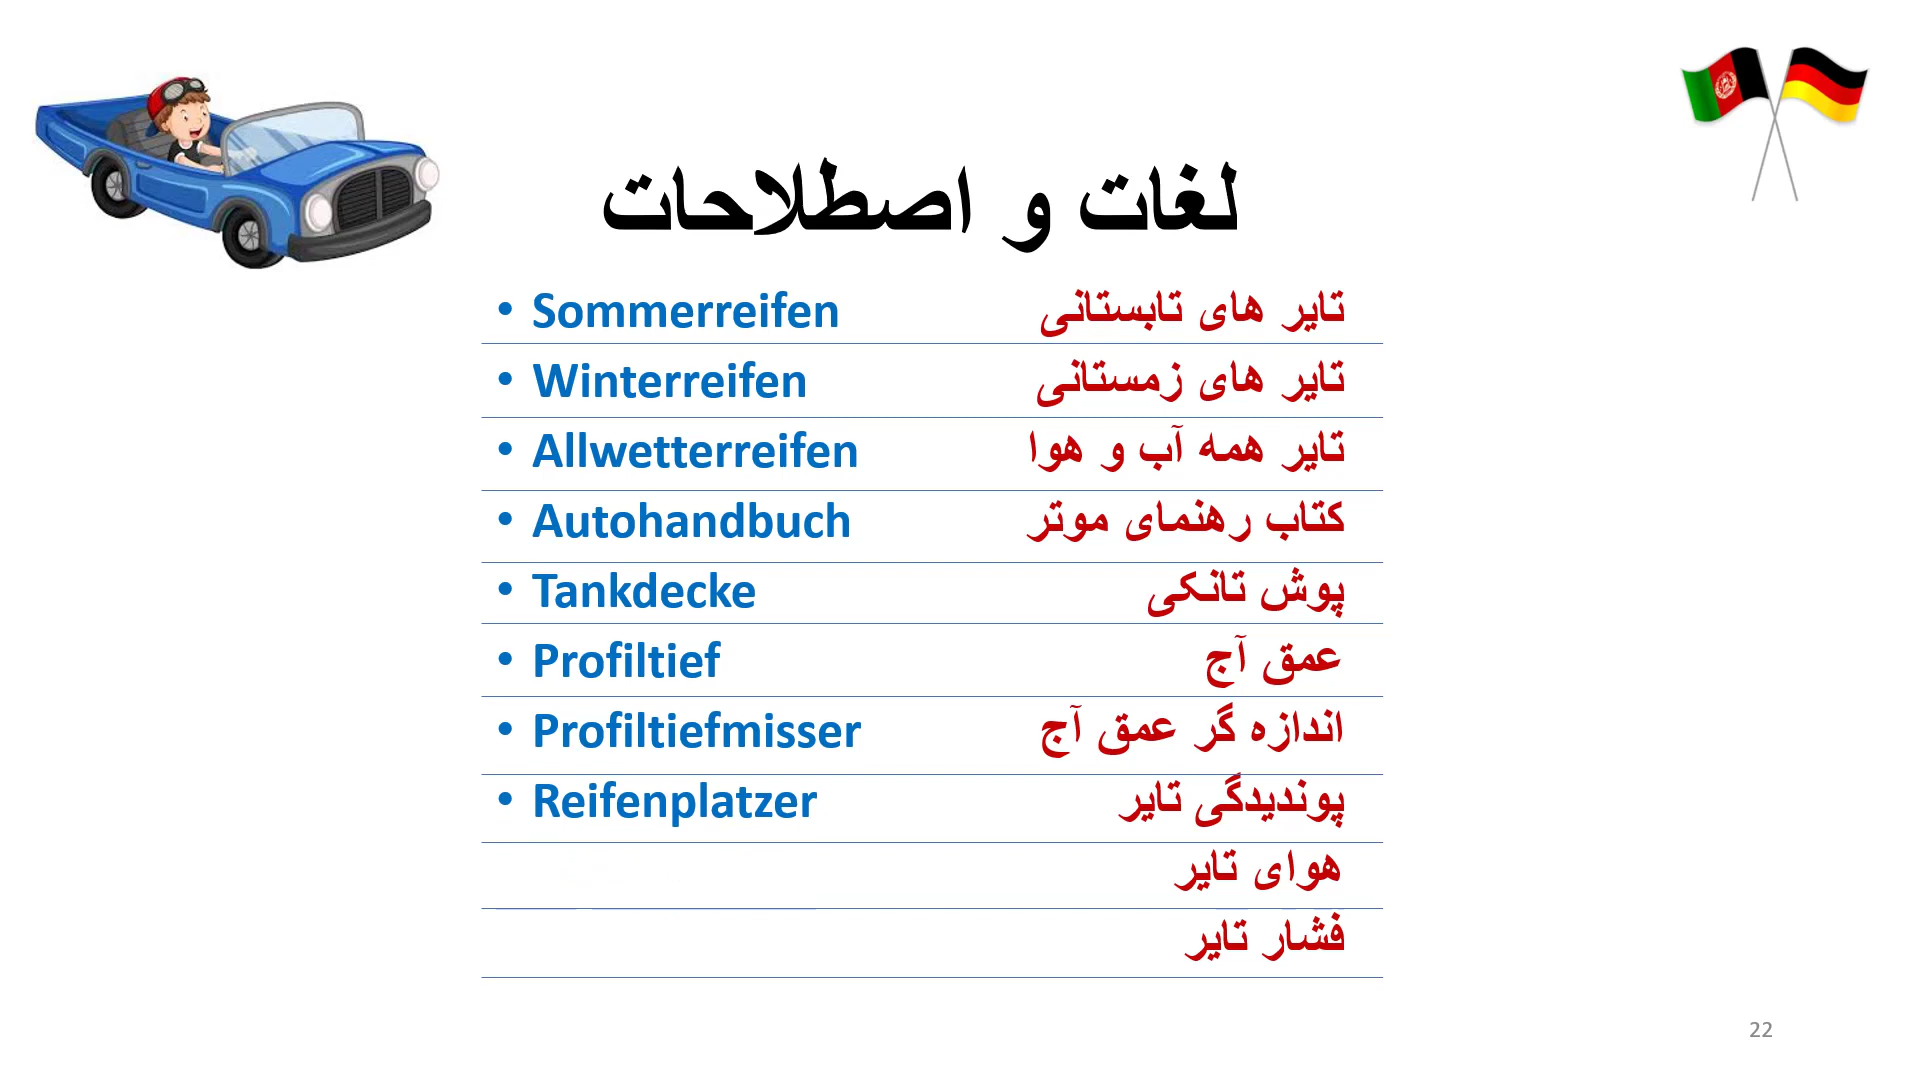 لغات و اصطلاحات
• Sommerreifen تایر های تابستانی
• Winterreifen تایر های زمستانی
• Allwetterreifen تایر همه آب و هوا
• Autohandbuch کتاب رهنمای موتر
• Tankdecke پوش تانکی
• Profiltief عمق آج
• Profiltiefmisser اندازه گر عمق آج
• Reifenplatzer پوندیدگی تایر
هوای تایر
فشار تایر
22